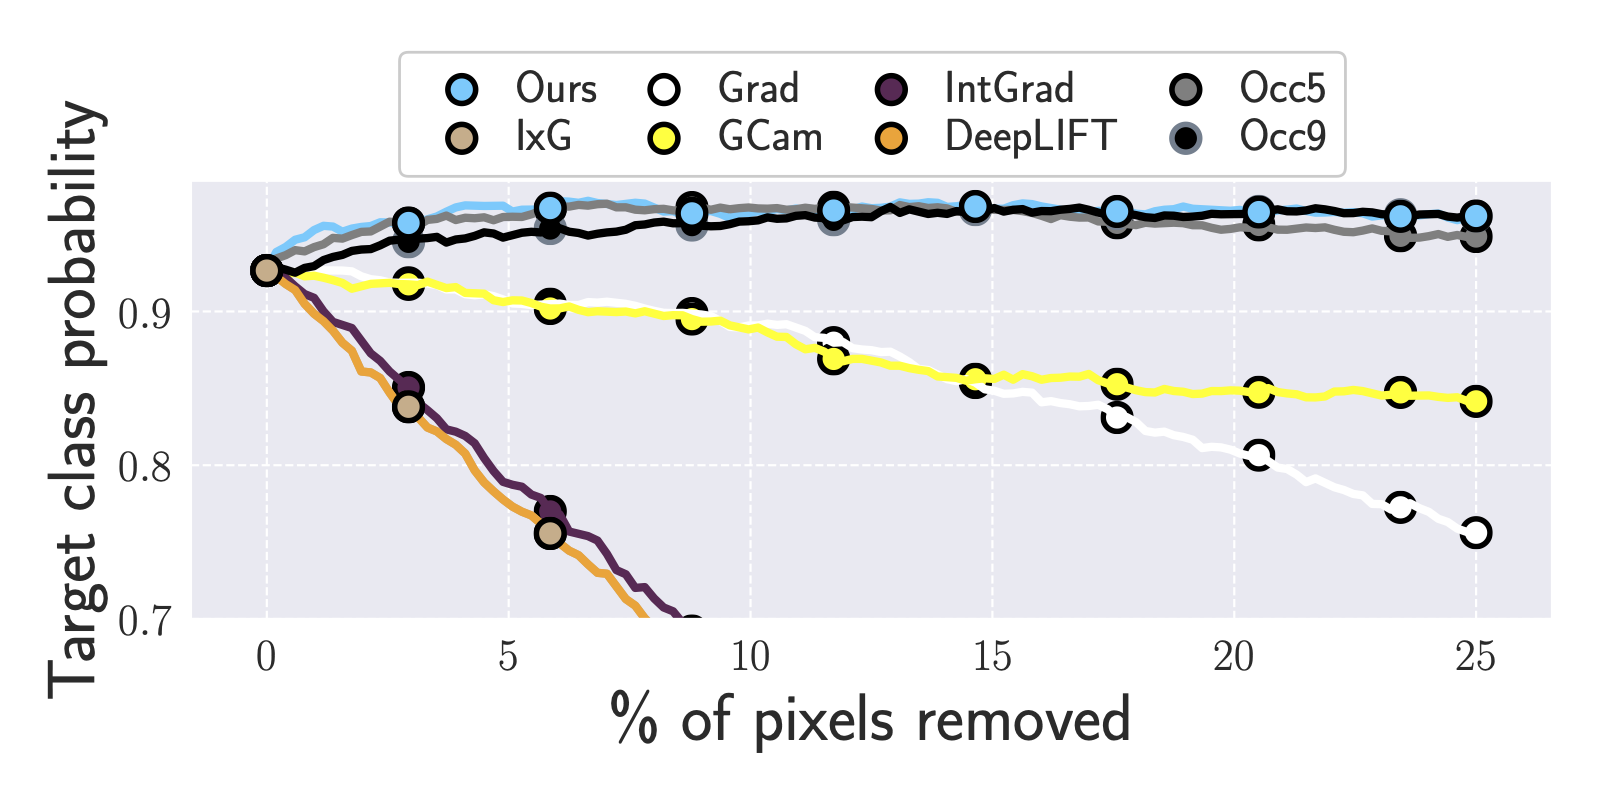 Ours Grad IntGrad Occ5
IxG GCam DeepLIFT Occ9
Target class probability
0.9
0.8
0.7
0 5 10 15 20 25
% of pixels removed